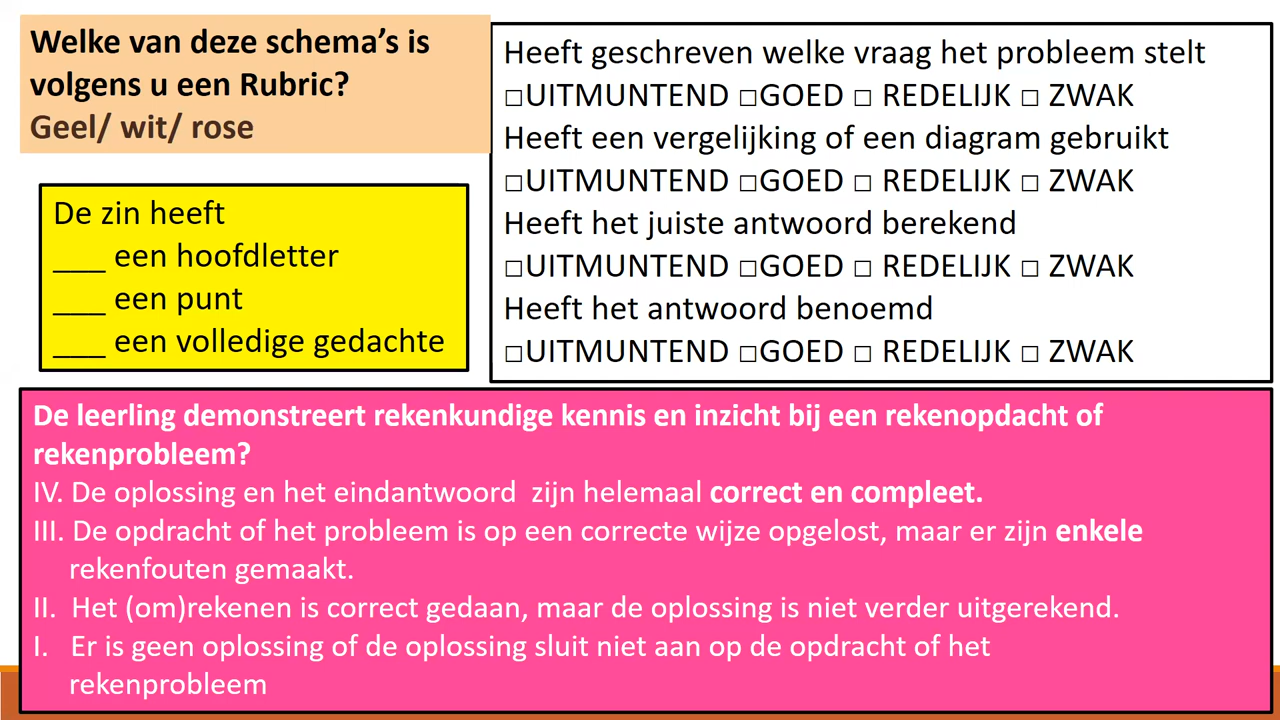 Welke van deze schema’s is
volgens u een Rubric?
Geel/ wit/ rose
De zin heeft
___ een hoofdletter
___ een punt
___ een volledige gedachte
Heeft geschreven welke vraag het probleem stelt
□UITMUNTEND □GOED □ REDELIJK □ ZWAK
Heeft een vergelijking of een diagram gebruikt
□UITMUNTEND □GOED □ REDELIJK □ ZWAK
Heeft het juiste antwoord berekend
□UITMUNTEND □GOED □ REDELIJK □ ZWAK
Heeft het antwoord benoemd
□UITMUNTEND □GOED □ REDELIJK □ ZWAK
De leerling demonstreert rekenkundige kennis en inzicht bij een rekenopdacht of
rekenprobleem?
IV. De oplossing en het eindantwoord zijn helemaal correct en compleet.
III. De opdracht of het probleem is op een correcte wijze opgelost, maar er zijn enkele
rekenfouten gemaakt.
II. Het (om)rekenen is correct gedaan, maar de oplossing is niet verder uitgerekend.
I. Er is geen oplossing of de oplossing sluit niet aan op de opdracht of het
rekenprobleem